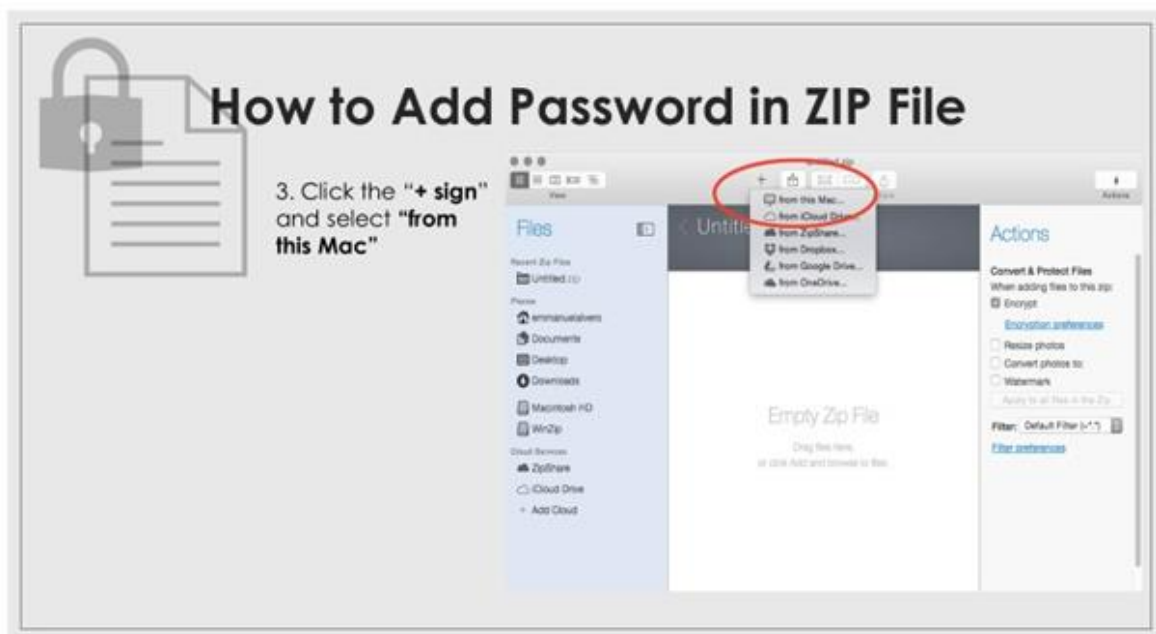 How to Add Password in ZIP File
3. Click the "+ sign"
and select "from
this Mac"
View
Actions
from this Mac...
from iCloud Drive...
from ZipShare...
from Dropbox...
from Google Drive...
from OneDrive...
Files
Recent Zip Files
Untitled (1)
Places
emmanuelalvero
Documents
Desktop
Downloads
Macintosh HD
WinZip
Cloud Services
ZipShare
iCloud Drive
+ Add Cloud
Empty Zip File
Drag files here,
or click Add and browse to files.
Actions
Convert & Protect Files
When adding files to this zip:
Encrypt
Encryption preferences
Resize photos
Convert photos to:
Watermark
Apply to all files in the Zip
Filter: Default Filter (-*.*)
Filter preferences